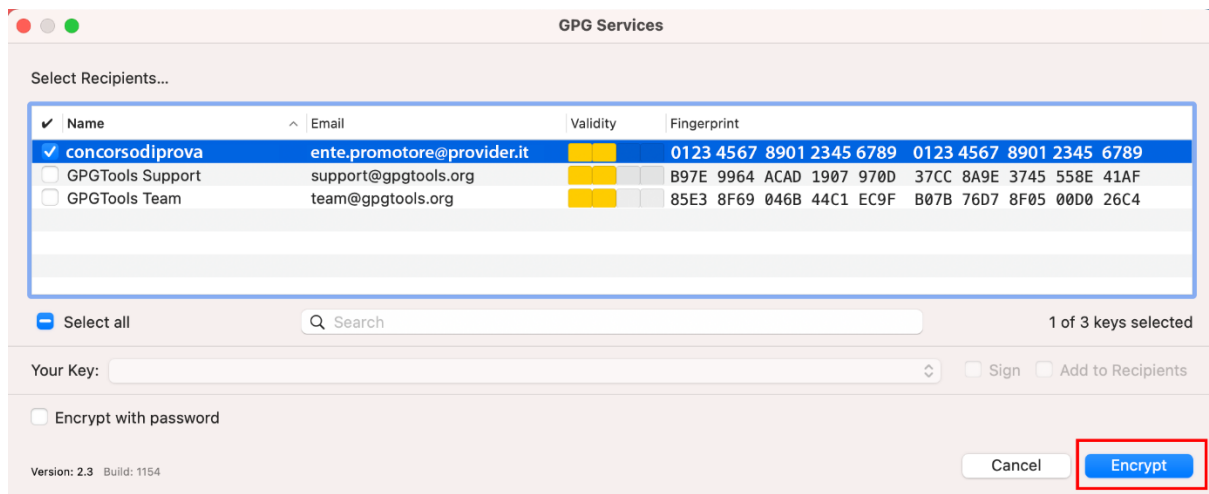 GPG Services
Select Recipients...
✔ Name ^ Email Validity Fingerprint
concorsodiprova ente.promotore@provider.it 0123 4567 8901 2345 6789 0123 4567 8901 2345 6789
GPGTools Support support@gpgtools.org B97E 9964 ACAD 1907 970D 37CC 8A9E 3745 558E 41AF
GPGTools Team team@gpgtools.org 85E3 8F69 046B 44C1 EC9F B07B 76D7 8F05 00D0 26C4
Select all Search 1 of 3 keys selected
Your Key: Sign Add to Recipients
Encrypt with password
Version: 2.3 Build: 1154 Cancel Encrypt